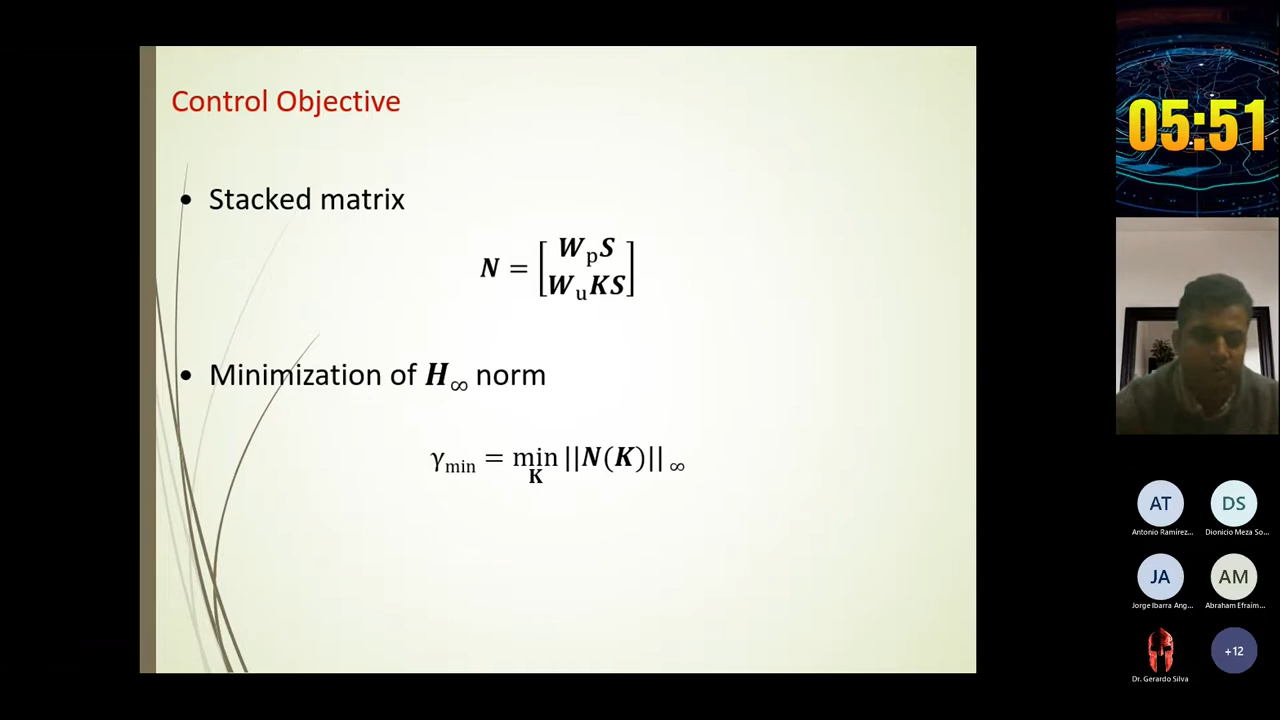 Control Objective
05:51
• Stacked matrix
N = [W_p S
W_u KS]
• Minimization of H_∞ norm
γ_min = min_K ||N(K)||_∞
AT
DS
Antonio Ramirez...
Dionicio Meza So...
JA
AM
Jorge Ibarra Ang...
Abraham Efraim...
+12
Dr. Gerardo Silva